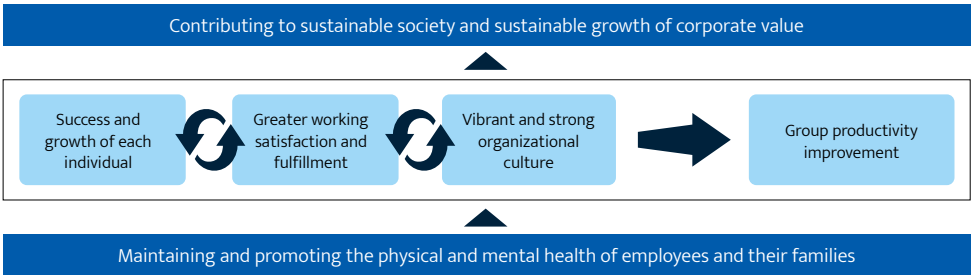 Contributing to sustainable society and sustainable growth of corporate value
Success and
growth of each
individual
Greater working
satisfaction and
fulfillment
Vibrant and strong
organizational
culture
Group productivity
improvement
Maintaining and promoting the physical and mental health of employees and their families